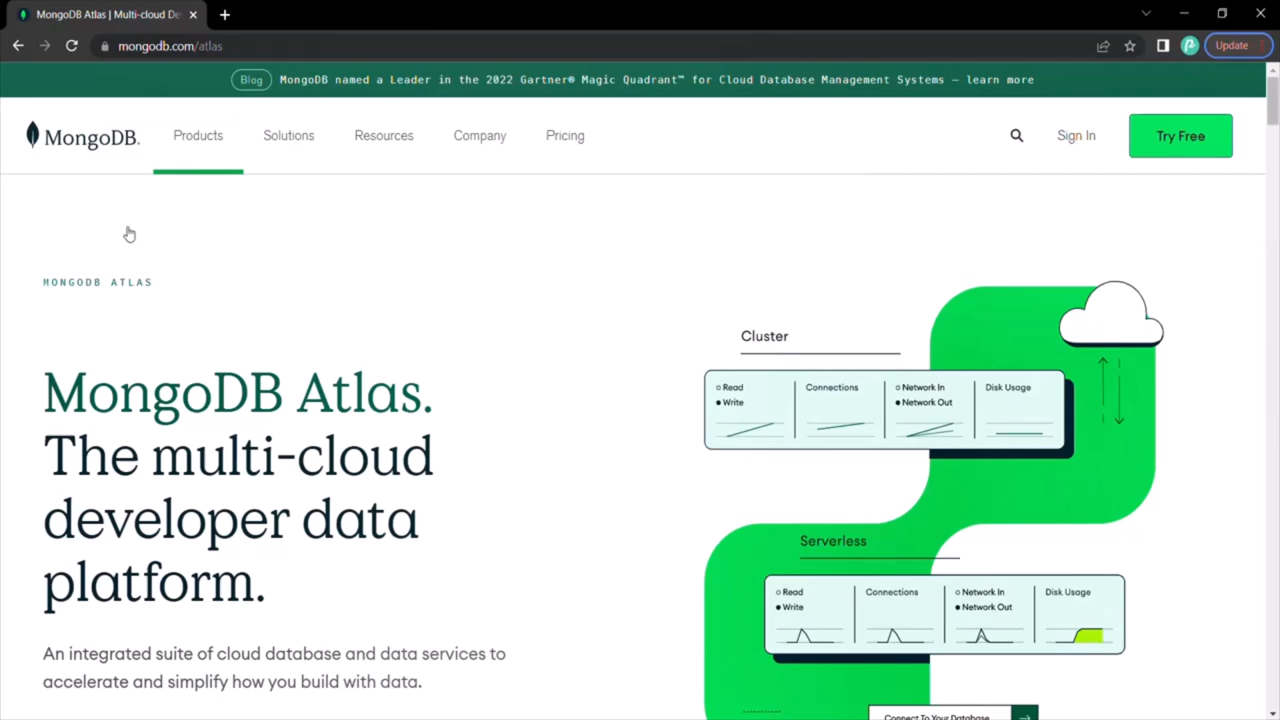 MongoDB Atlas | Multi-cloud De
mongodb.com/atlas
Update
Blog MongoDB named a Leader in the 2022 Gartner® Magic Quadrant™ for Cloud Database Management Systems — learn more
MongoDB.
Products
Solutions
Resources
Company
Pricing
Sign In
Try Free
MONGODB ATLAS
MongoDB Atlas.
The multi-cloud
developer data
platform.
An integrated suite of cloud database and data services to
accelerate and simplify how you build with data.
Cluster
Read
Write
Connections
Network In
Network Out
Disk Usage
Serverless
Read
Write
Connections
Network In
Network Out
Disk Usage
Connect To Your Database